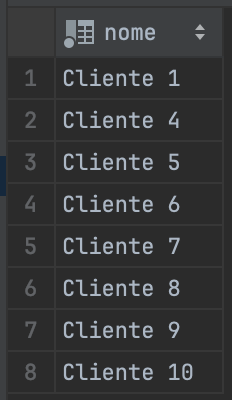 nome
1 Cliente 1
2 Cliente 4
3 Cliente 5
4 Cliente 6
5 Cliente 7
6 Cliente 8
7 Cliente 9
8 Cliente 10